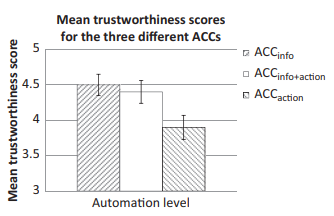 Mean trustworthiness scores
for the three different ACCs
Mean trustworthiness score
5
4.5
4
3.5
3
Automation level
ACCinfo
ACCinfo+action
ACCaction